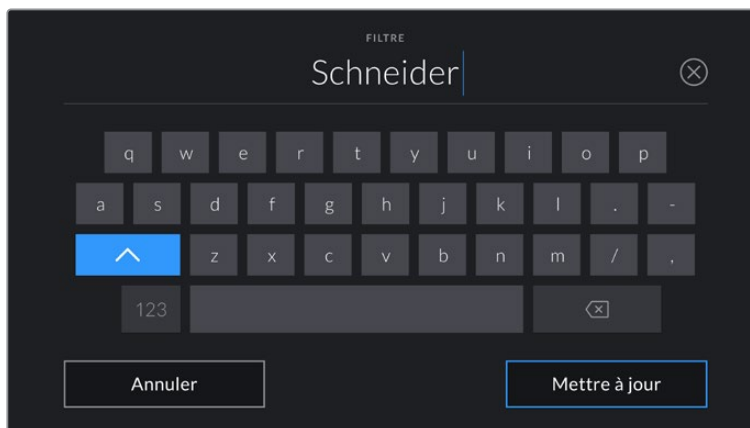 FILTRE
Schneider
q w e r t y u i o p
a s d f g h j k l . -
z x c v b n m / ,
123
Annuler Mettre à jour